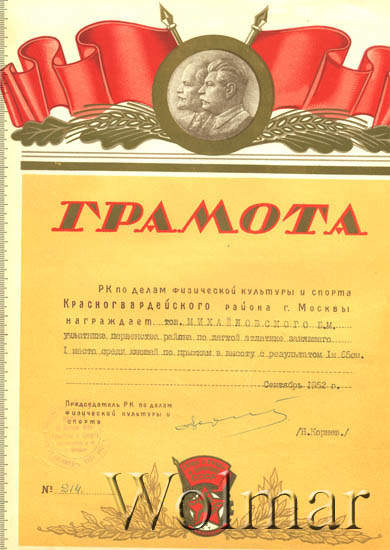 ГРАМОТА
РК по делам физической культуры и спорта
Красногвардейского района г. Москвы
награждает тов. МИХАЙЛОВСКОГО Е.М.
участника первенства района по легкой атлетике занявшего
I место среди юношей по прыжкам в высоту с результатом 1м.65см.
Сентябрь 1952 г.
Председатель РК по делам
физической культуры и
спорта
/Н.Корнев./
№ 214
Wolmar